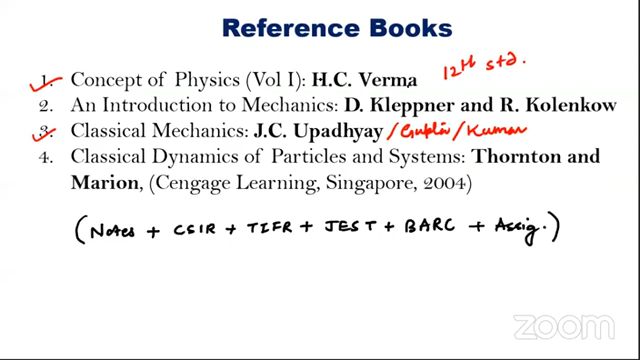 Reference Books
1. Concept of Physics (Vol I): H.C. Verma 12th std.
2. An Introduction to Mechanics: D. Kleppner and R. Kolenkow
3. Classical Mechanics: J.C. Upadhyay /Gupta/Kumar
4. Classical Dynamics of Particles and Systems: Thornton and
Marion, (Cengage Learning, Singapore, 2004)
(Notes + CSIR + TIFR + JEST + BARC + Assig.)
zoom